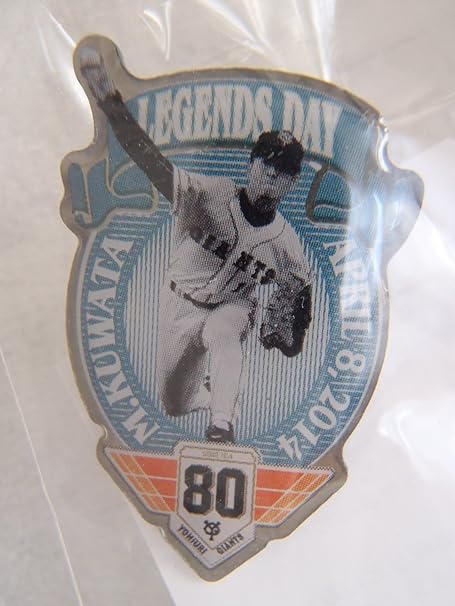 LEGENDS DAY
GIANTS
M.KUWATA
APRIL 8, 2014
80
YOMIURI GIANTS